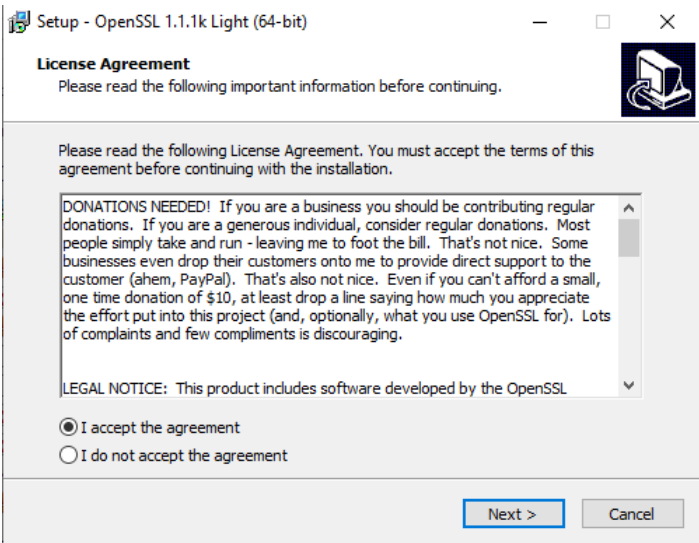 Setup - OpenSSL 1.1.1k Light (64-bit)
License Agreement
Please read the following important information before continuing.
Please read the following License Agreement. You must accept the terms of this
agreement before continuing with the installation.
DONATIONS NEEDED!  If you are a business you should be contributing regular
donations.  If you are a generous individual, consider regular donations.  Most
people simply take and run - leaving me to foot the bill.  That's not nice.  Some
businesses even drop their customers onto me to provide direct support to the
customer (ahem, PayPal).  That's also not nice.  Even if you can't afford a small,
one time donation of $10, at least drop a line saying how much you appreciate
the effort put into this project (and, optionally, what you use OpenSSL for).  Lots
of complaints and few compliments is discouraging.
LEGAL NOTICE:  This product includes software developed by the OpenSSL
I accept the agreement
I do not accept the agreement
Next >
Cancel